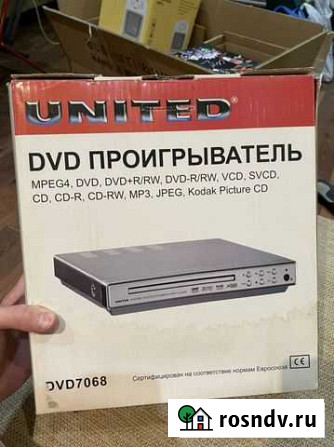 UNITED®
DVD ПРОИГРЫВАТЕЛЬ
MPEG4, DVD, DVD+R/RW, DVD-R/RW, VCD, SVCD,
CD, CD-R, CD-RW, MP3, JPEG, Kodak Picture CD
UNITED
DVD7068
Сертифицирован на соответствие нормам Евросоюза
CE
rosndv.ru